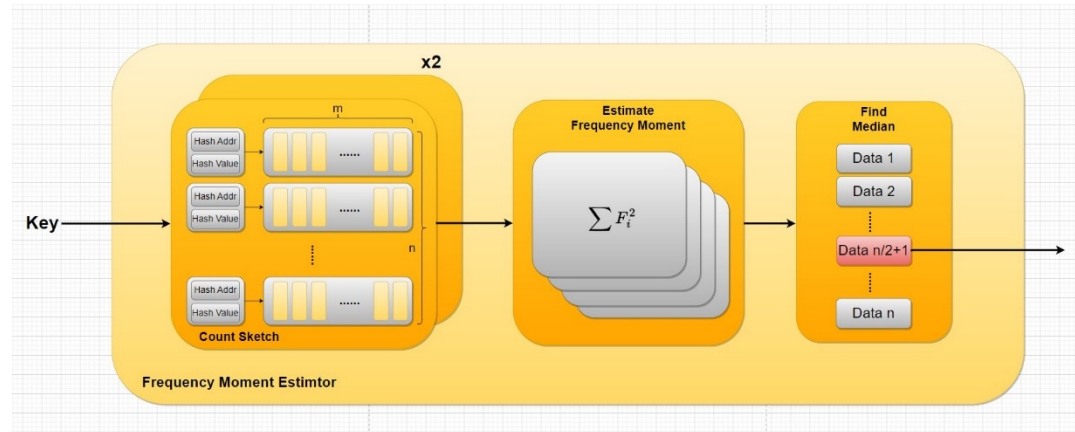 x2
m
Hash Addr
Hash Value
......
Hash Addr
Hash Value
......
n
Hash Addr
Hash Value
......
Count Sketch
Key
Estimate
Frequency Moment
∑ F_i^2
Find
Median
Data 1
Data 2
Data n/2+1
Data n
Frequency Moment Estimtor